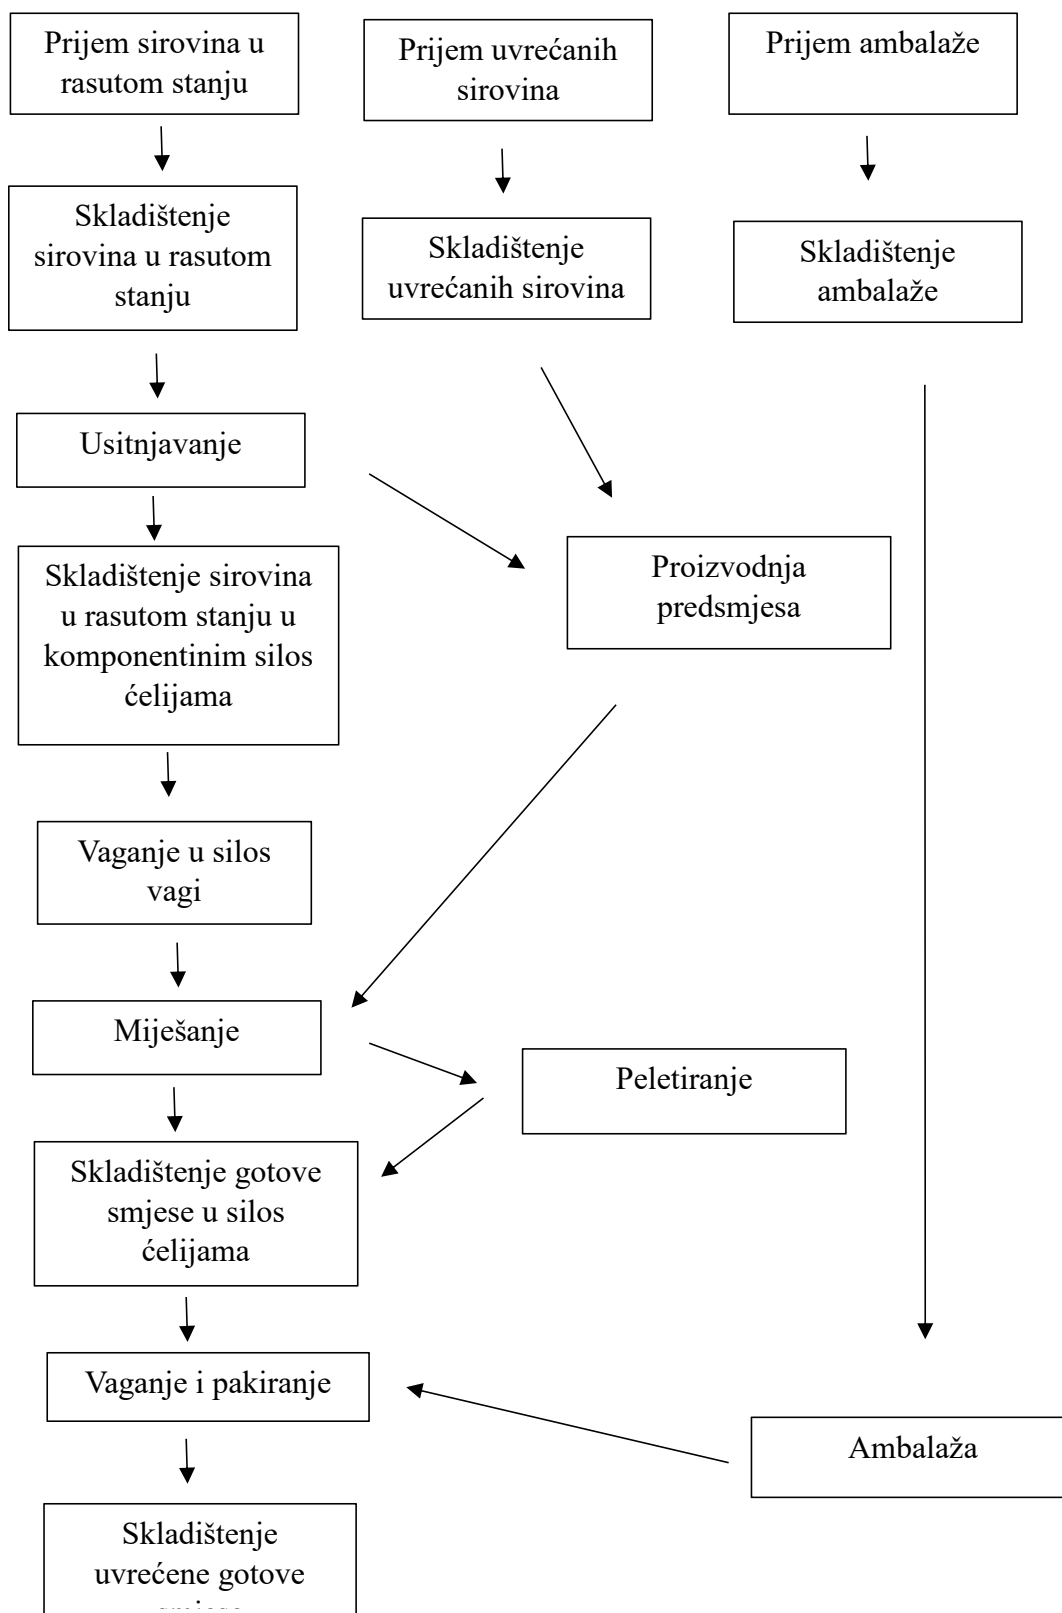 Prijem sirovina u
rasutom stanju
Prijem uvrećanih
sirovina
Prijem ambalaže
Skladištenje
sirovina u rasutom
stanju
Skladištenje
uvrećanih sirovina
Skladištenje
ambalaže
Usitnjavanje
Skladištenje sirovina
u rasutom stanju u
komponentinim silos
ćelijama
Proizvodnja
predsmjesa
Vaganje u silos
vagi
Miješanje
Peletiranje
Skladištenje gotove
smjese u silos
ćelijama
Vaganje i pakiranje
Ambalaža
Skladištenje
uvrećene gotove